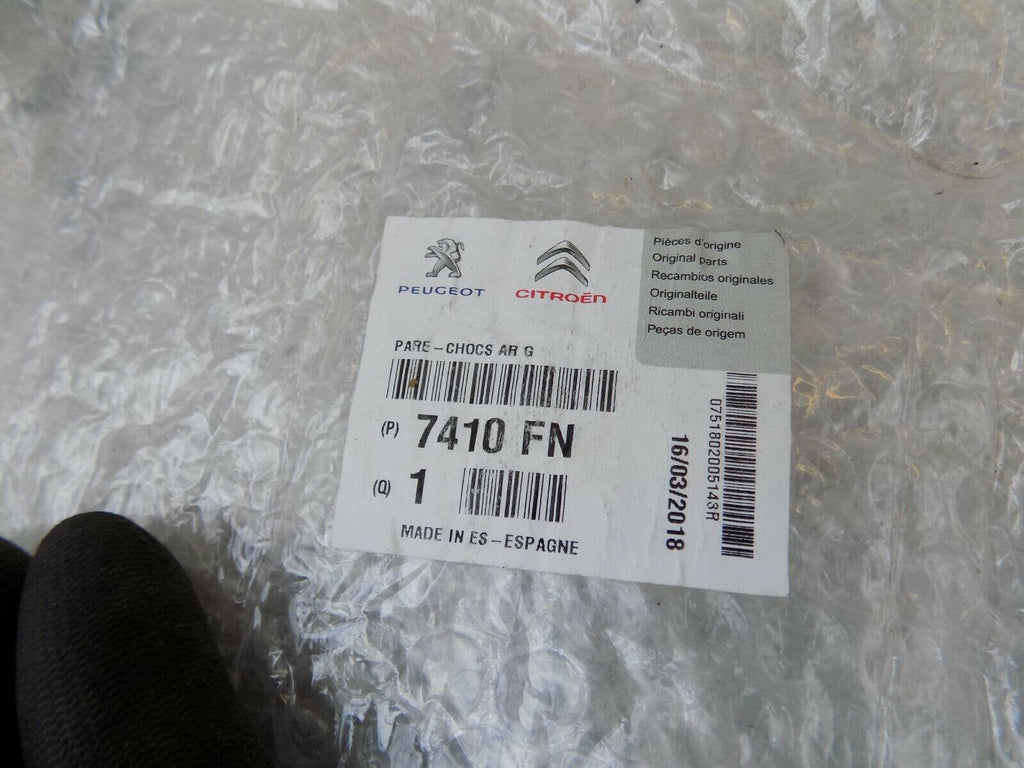 PEUGEOT
CITROËN
Pièces d'origine
Original parts
Recambios originales
Originalteile
Ricambi originali
Peças de origem
PARE-CHOCS AR G
(P) 7410 FN
(Q) 1
MADE IN ES-ESPAGNE
16/03/2018
0751802005143R